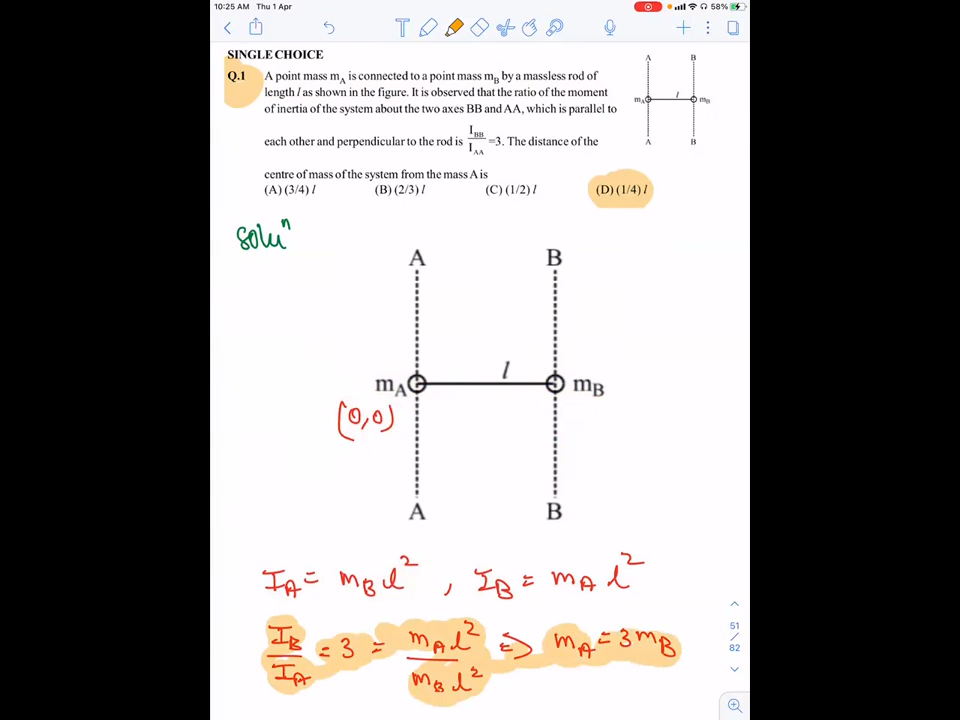 10:25 AM Thu 1 Apr 58%
T
SINGLE CHOICE
Q.1 A point mass mA is connected to a point mass mB by a massless rod of
length l as shown in the figure. It is observed that the ratio of the moment
of inertia of the system about the two axes BB and AA, which is parallel to
each other and perpendicular to the rod is IBB/IAA =3. The distance of the
centre of mass of the system from the mass A is
(A) (3/4) l (B) (2/3) l (C) (1/2) l (D) (1/4) l
A B
mA l mB
A B
soluⁿ
A B
l
mA mB
(0,0)
A B
IA = mB l² , IB = mA l²
IB/IA = 3 = mA l²/mB l² => mA = 3mB
51
/
82